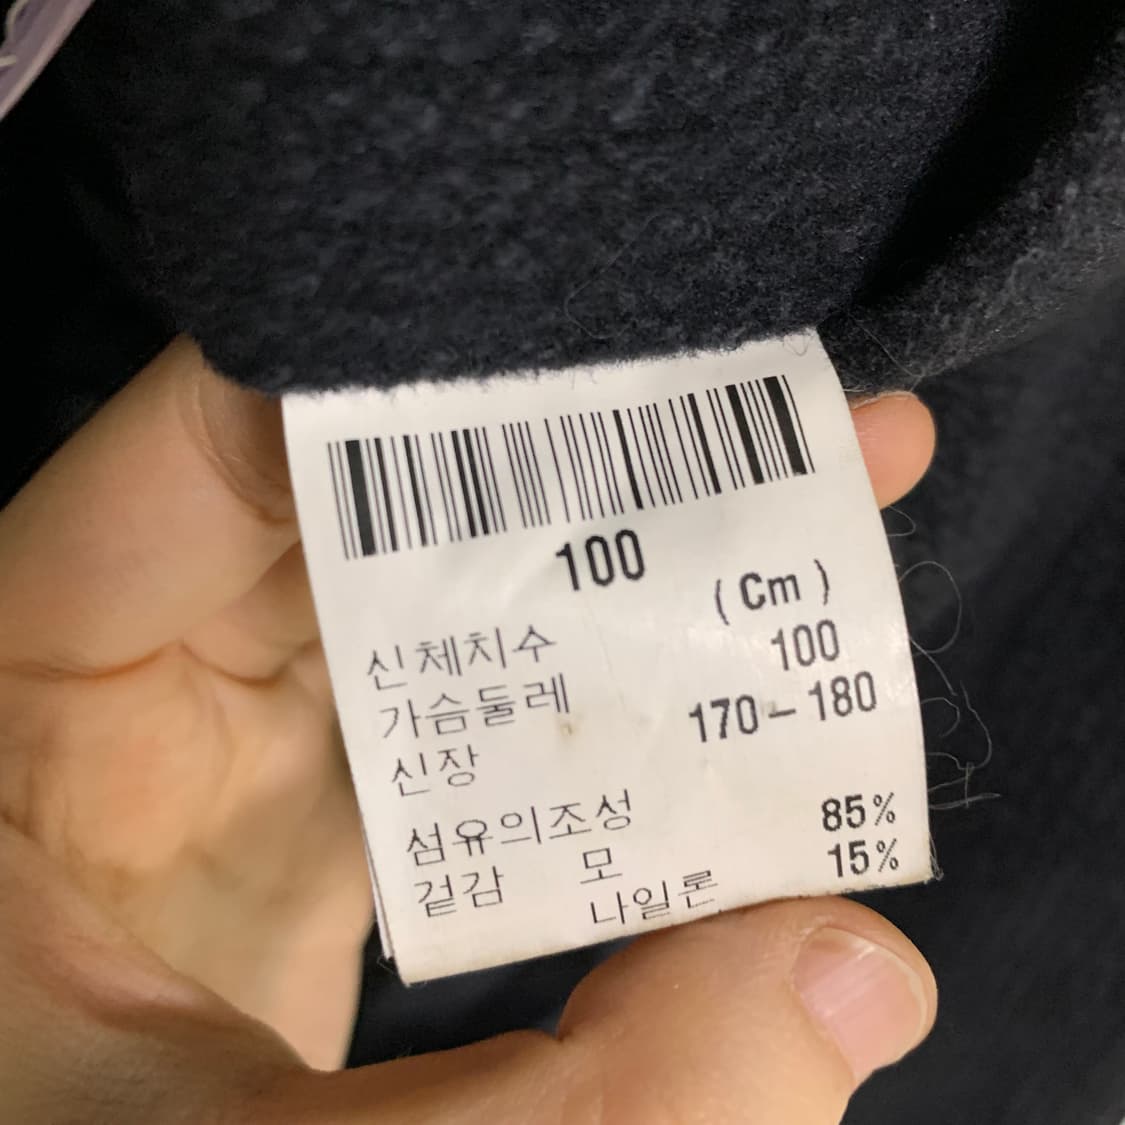 100
( Cm )
신체치수
가슴둘레 100
신장 170-180
섬유의조성
겉감 모 85%
나일론 15%